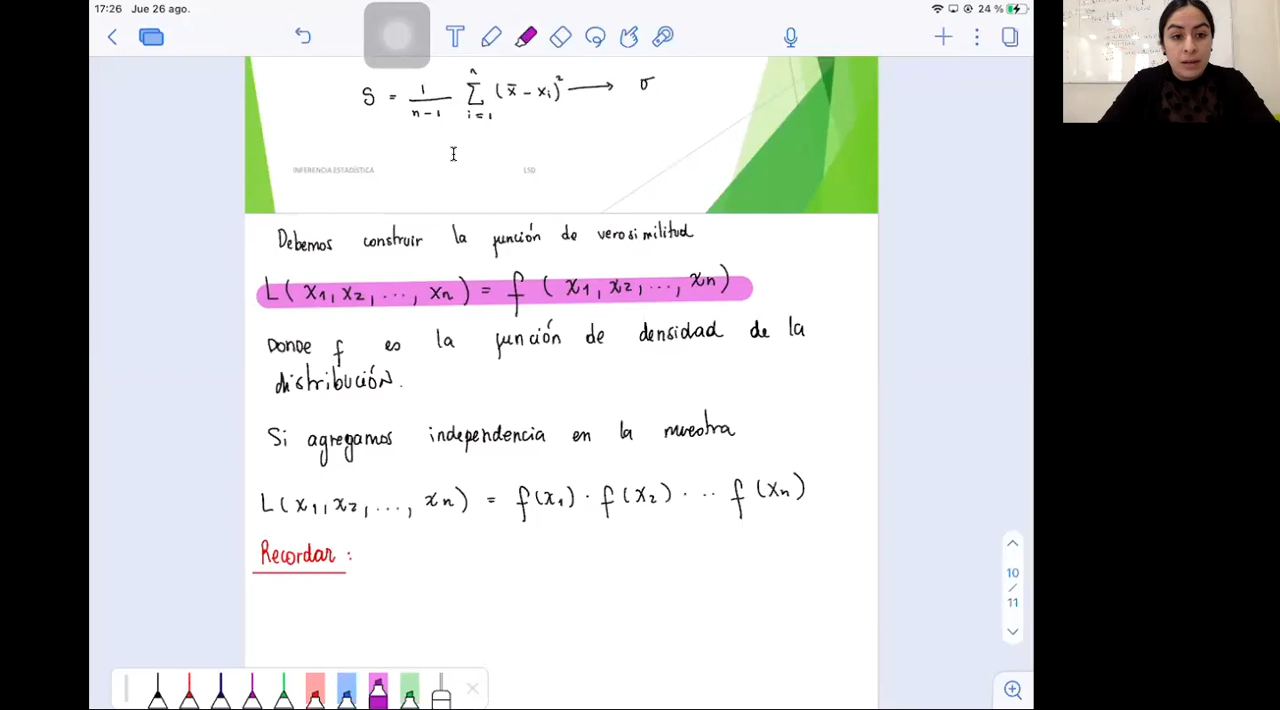 17:26 Jue 26 ago.
24 %
S = 1/(n-1) ∑_{i=1}^{n} (x̄ - xi)² ⟶ σ
INFERENCIA ESTADÍSTICA LSD
Debemos construir la función de verosimilitud
L( x1, x2, ..., xn) = f ( x1, x2, ..., xn)
Donde f es la función de densidad de la
distribución.
Si agregamos independencia en la muestra
L(x1, x2, ..., xn) = f(x1) · f(x2) · ·· f(xn)
Recordar :
10
/
11